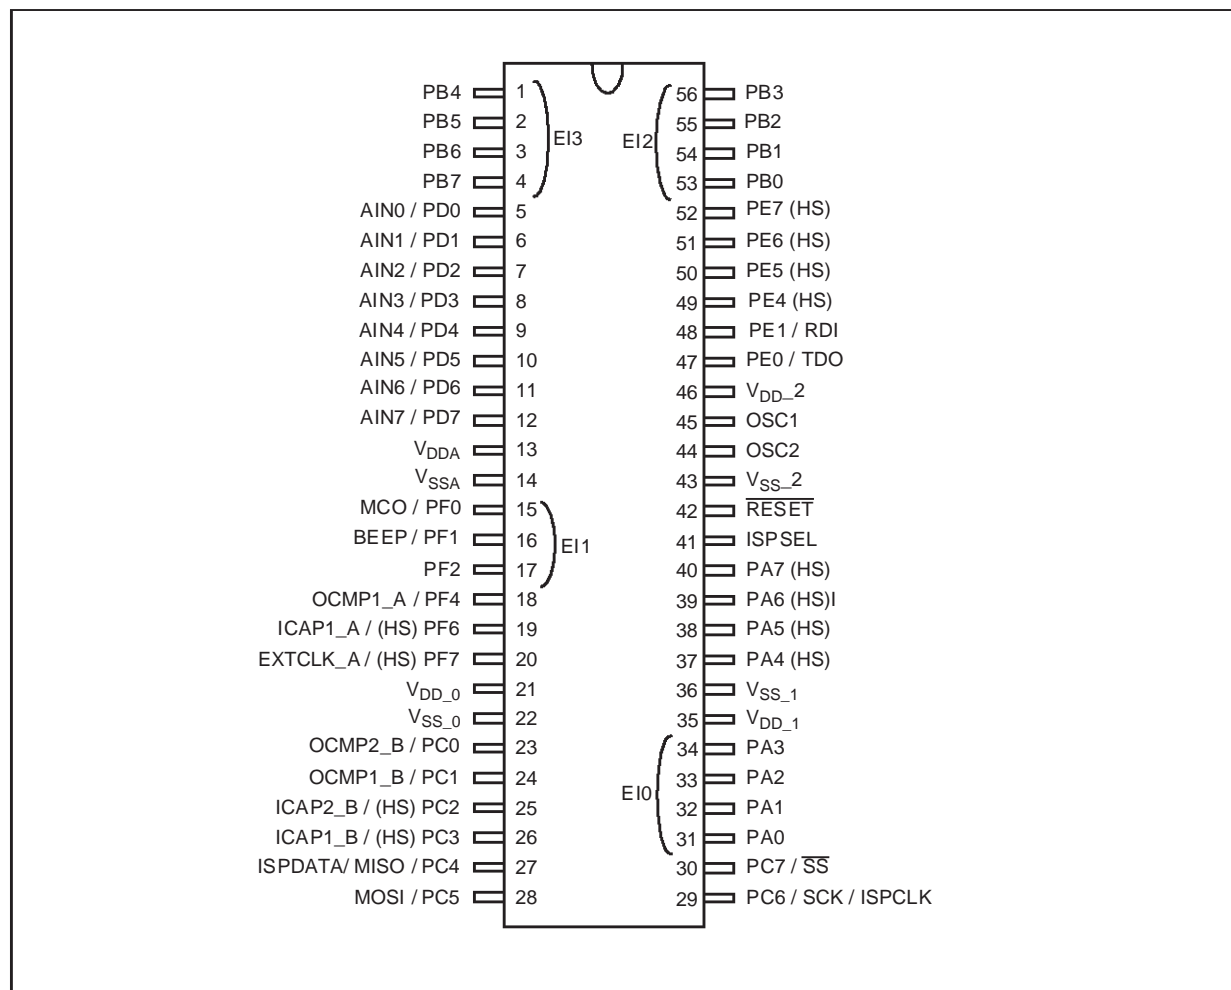 PB4 1 56 PB3
PB5 2 55 PB2
EI3 EI2
PB6 3 54 PB1
PB7 4 53 PB0
AIN0 / PD0 5 52 PE7 (HS)
AIN1 / PD1 6 51 PE6 (HS)
AIN2 / PD2 7 50 PE5 (HS)
AIN3 / PD3 8 49 PE4 (HS)
AIN4 / PD4 9 48 PE1 / RDI
AIN5 / PD5 10 47 PE0 / TDO
AIN6 / PD6 11 46 VDD_2
AIN7 / PD7 12 45 OSC1
VDDA 13 44 OSC2
VSSA 14 43 VSS_2
MCO / PF0 15 42 RESET
BEEP / PF1 16 41 ISPSEL
EI1
PF2 17 40 PA7 (HS)
OCMP1_A / PF4 18 39 PA6 (HS)I
ICAP1_A / (HS) PF6 19 38 PA5 (HS)
EXTCLK_A / (HS) PF7 20 37 PA4 (HS)
VDD_0 21 36 VSS_1
VSS_0 22 35 VDD_1
OCMP2_B / PC0 23 34 PA3
OCMP1_B / PC1 24 33 PA2
EI0
ICAP2_B / (HS) PC2 25 32 PA1
ICAP1_B / (HS) PC3 26 31 PA0
ISPDATA/ MISO / PC4 27 30 PC7 / SS
MOSI / PC5 28 29 PC6 / SCK / ISPCLK